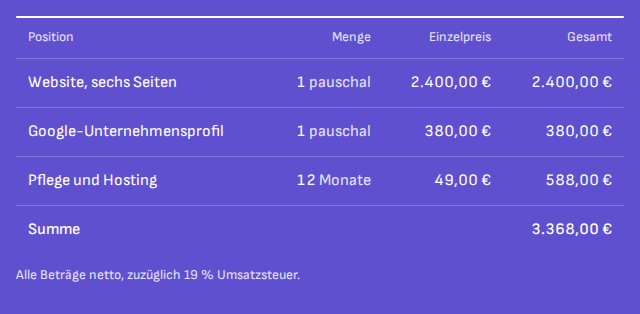 Position Menge Einzelpreis Gesamt
Website, sechs Seiten 1 pauschal 2.400,00 € 2.400,00 €
Google-Unternehmensprofil 1 pauschal 380,00 € 380,00 €
Pflege und Hosting 12 Monate 49,00 € 588,00 €
Summe 3.368,00 €
Alle Beträge netto, zuzüglich 19 % Umsatzsteuer.